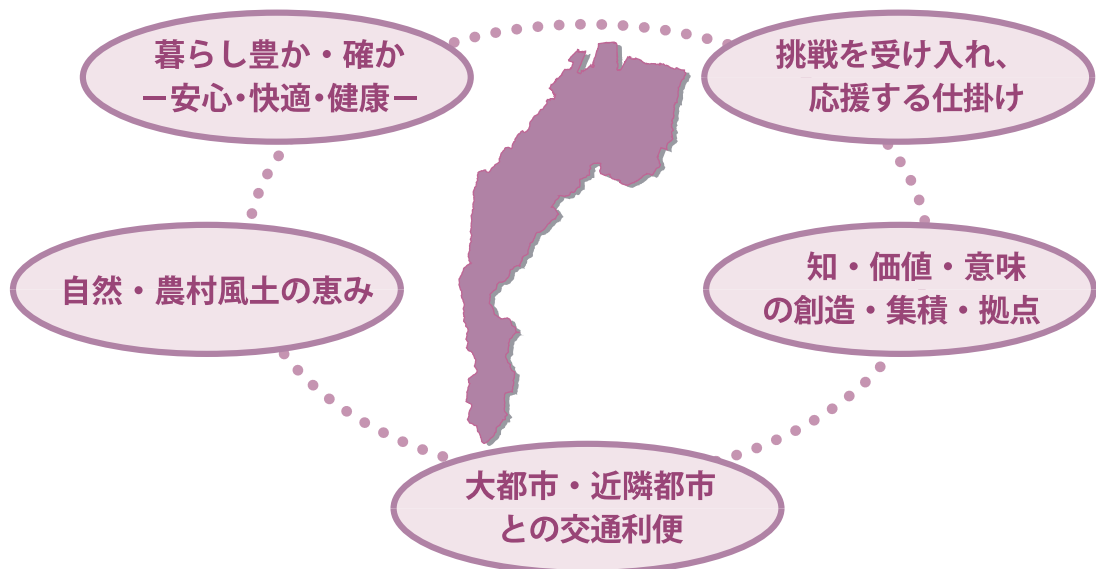 暮らし豊か・確か
ー安心・快適・健康ー
挑戦を受け入れ、
応援する仕掛け
自然・農村風土の恵み
知・価値・意味
の創造・集積・拠点
大都市・近隣都市
との交通利便